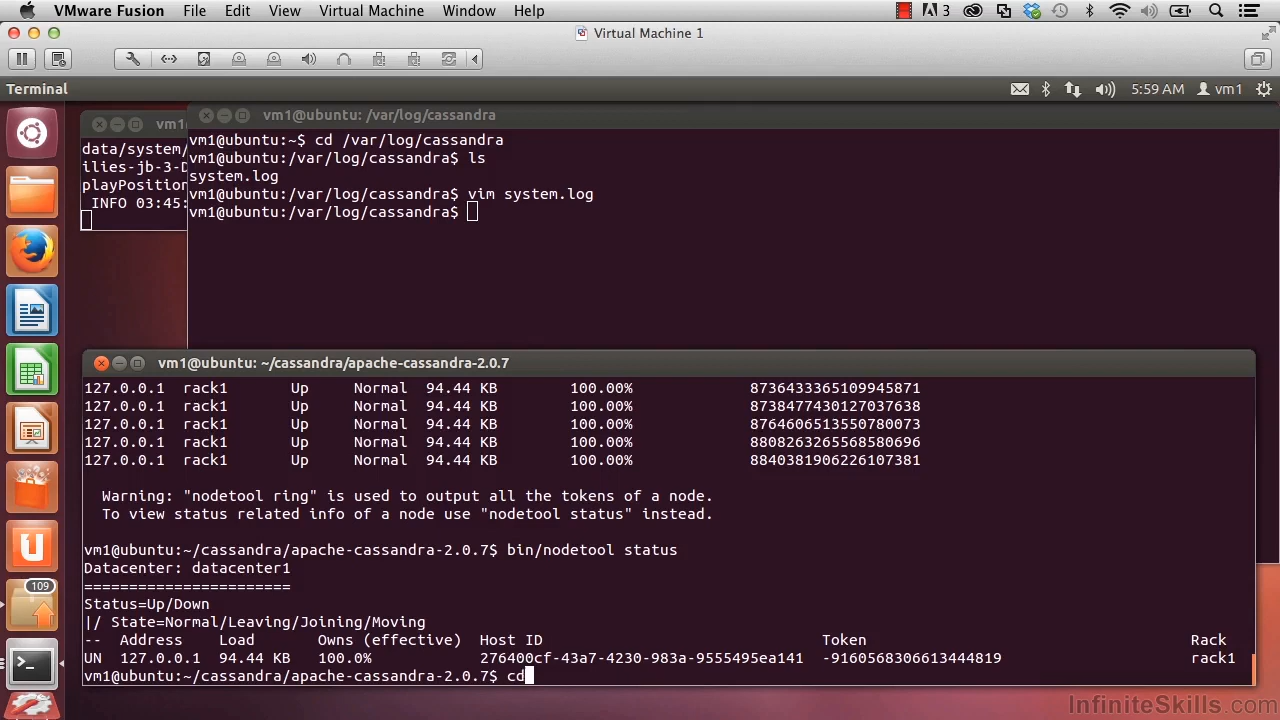 VMware Fusion File Edit View Virtual Machine Window Help 3
Virtual Machine 1
Terminal 5:59 AM vm1
vm1@ubuntu: /var/log/cassandra
vm1@ubuntu:~$ cd /var/log/cassandra
vm1@ubuntu:/var/log/cassandra$ ls
system.log
vm1@ubuntu:/var/log/cassandra$ vim system.log
vm1@ubuntu:/var/log/cassandra$
vm1
data/system/
ilies-jb-3-D
playPosition
INFO 03:45:
vm1@ubuntu: ~/cassandra/apache-cassandra-2.0.7
127.0.0.1 rack1 Up Normal 94.44 KB 100.00% 8736433365109945871
127.0.0.1 rack1 Up Normal 94.44 KB 100.00% 8738477430127037638
127.0.0.1 rack1 Up Normal 94.44 KB 100.00% 8764606513550780073
127.0.0.1 rack1 Up Normal 94.44 KB 100.00% 8808263265568580696
127.0.0.1 rack1 Up Normal 94.44 KB 100.00% 8840381906226107381
Warning: "nodetool ring" is used to output all the tokens of a node.
To view status related info of a node use "nodetool status" instead.
vm1@ubuntu:~/cassandra/apache-cassandra-2.0.7$ bin/nodetool status
Datacenter: datacenter1
=======================
Status=Up/Down
|/ State=Normal/Leaving/Joining/Moving
-- Address Load Owns (effective) Host ID Token Rack
UN 127.0.0.1 94.44 KB 100.0% 276400cf-43a7-4230-983a-9555495ea141 -9160568306613444819 rack1
vm1@ubuntu:~/cassandra/apache-cassandra-2.0.7$ cd
109
InfiniteSkills.com